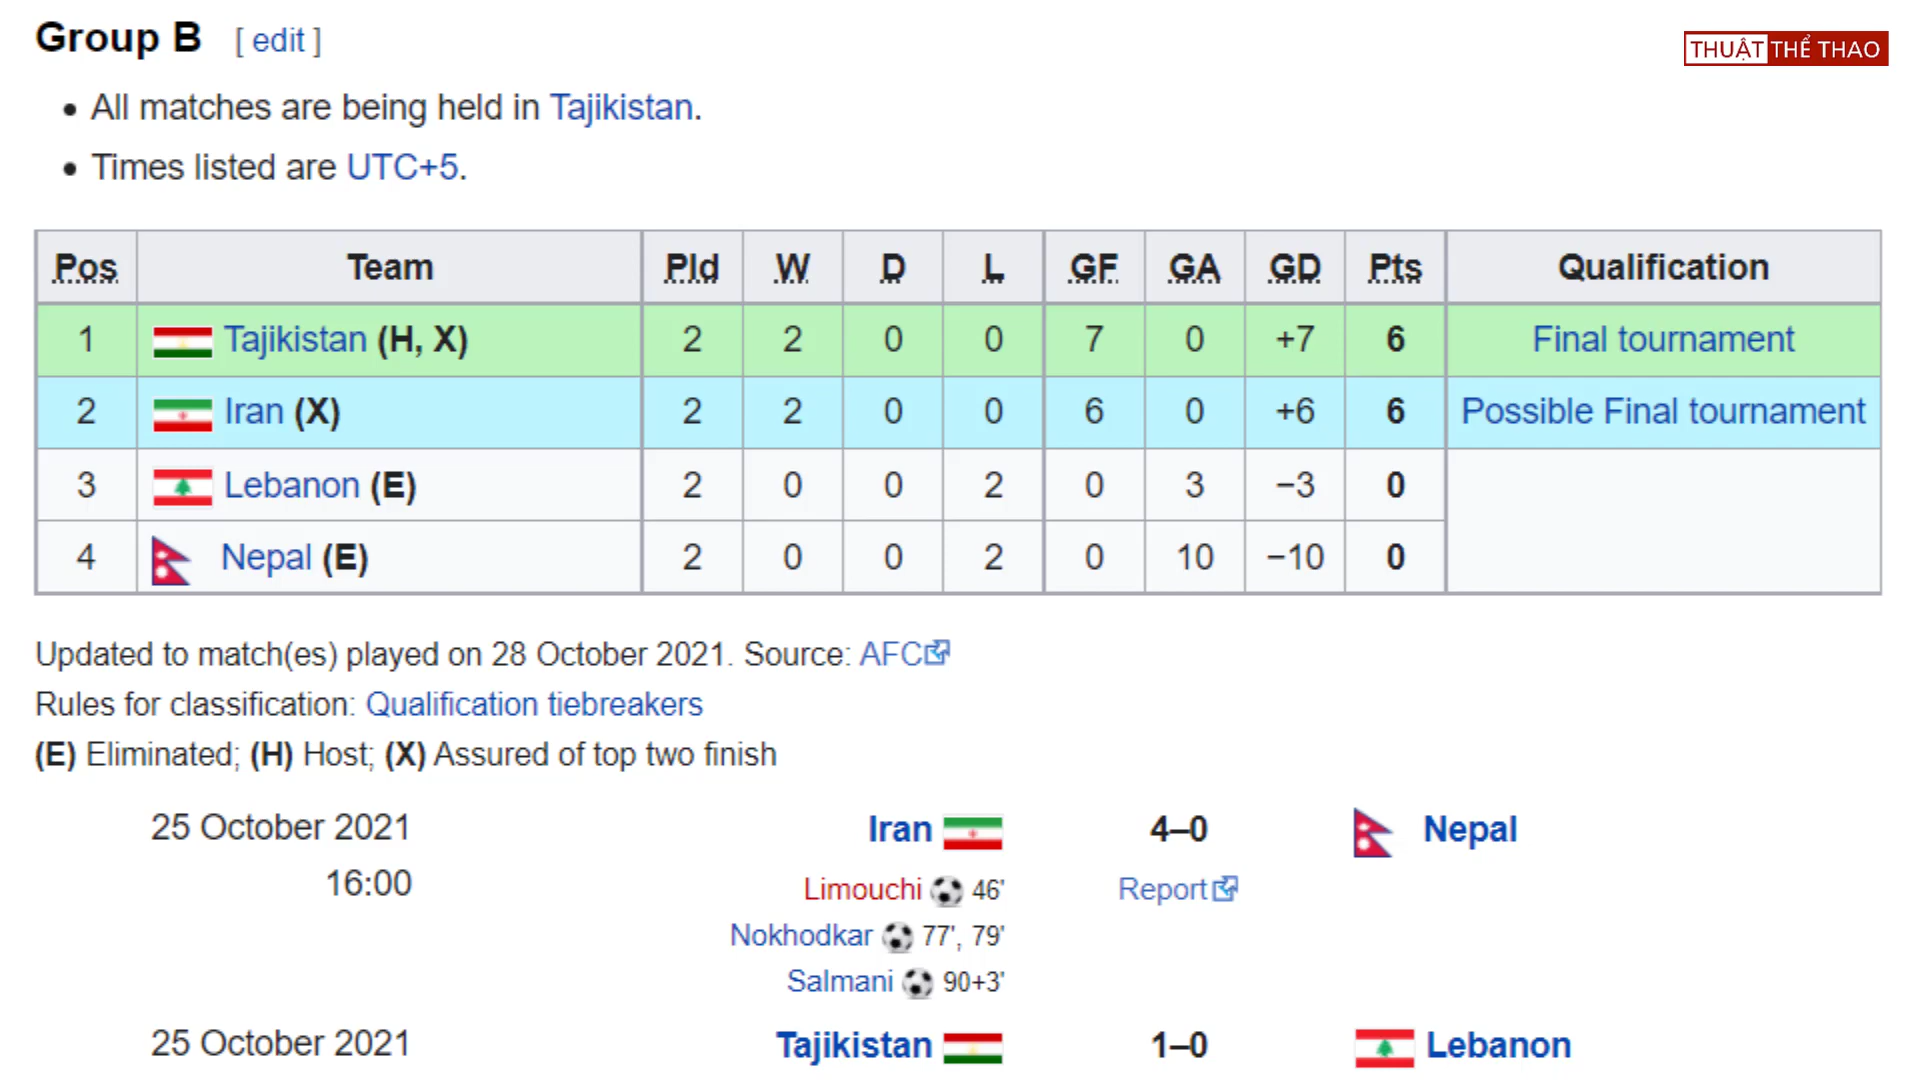 Group B [ edit ]
THUẬT THỂ THAO
• All matches are being held in Tajikistan.
• Times listed are UTC+5.
Pos Team Pld W D L GF GA GD Pts Qualification
1 Tajikistan (H, X) 2 2 0 0 7 0 +7 6 Final tournament
2 Iran (X) 2 2 0 0 6 0 +6 6 Possible Final tournament
3 Lebanon (E) 2 0 0 2 0 3 −3 0
4 Nepal (E) 2 0 0 2 0 10 −10 0
Updated to match(es) played on 28 October 2021. Source: AFC
Rules for classification: Qualification tiebreakers
(E) Eliminated; (H) Host; (X) Assured of top two finish
25 October 2021 Iran 4–0 Nepal
16:00 Limouchi 46' Report
Nokhodkar 77', 79'
Salmani 90+3'
25 October 2021 Tajikistan 1–0 Lebanon